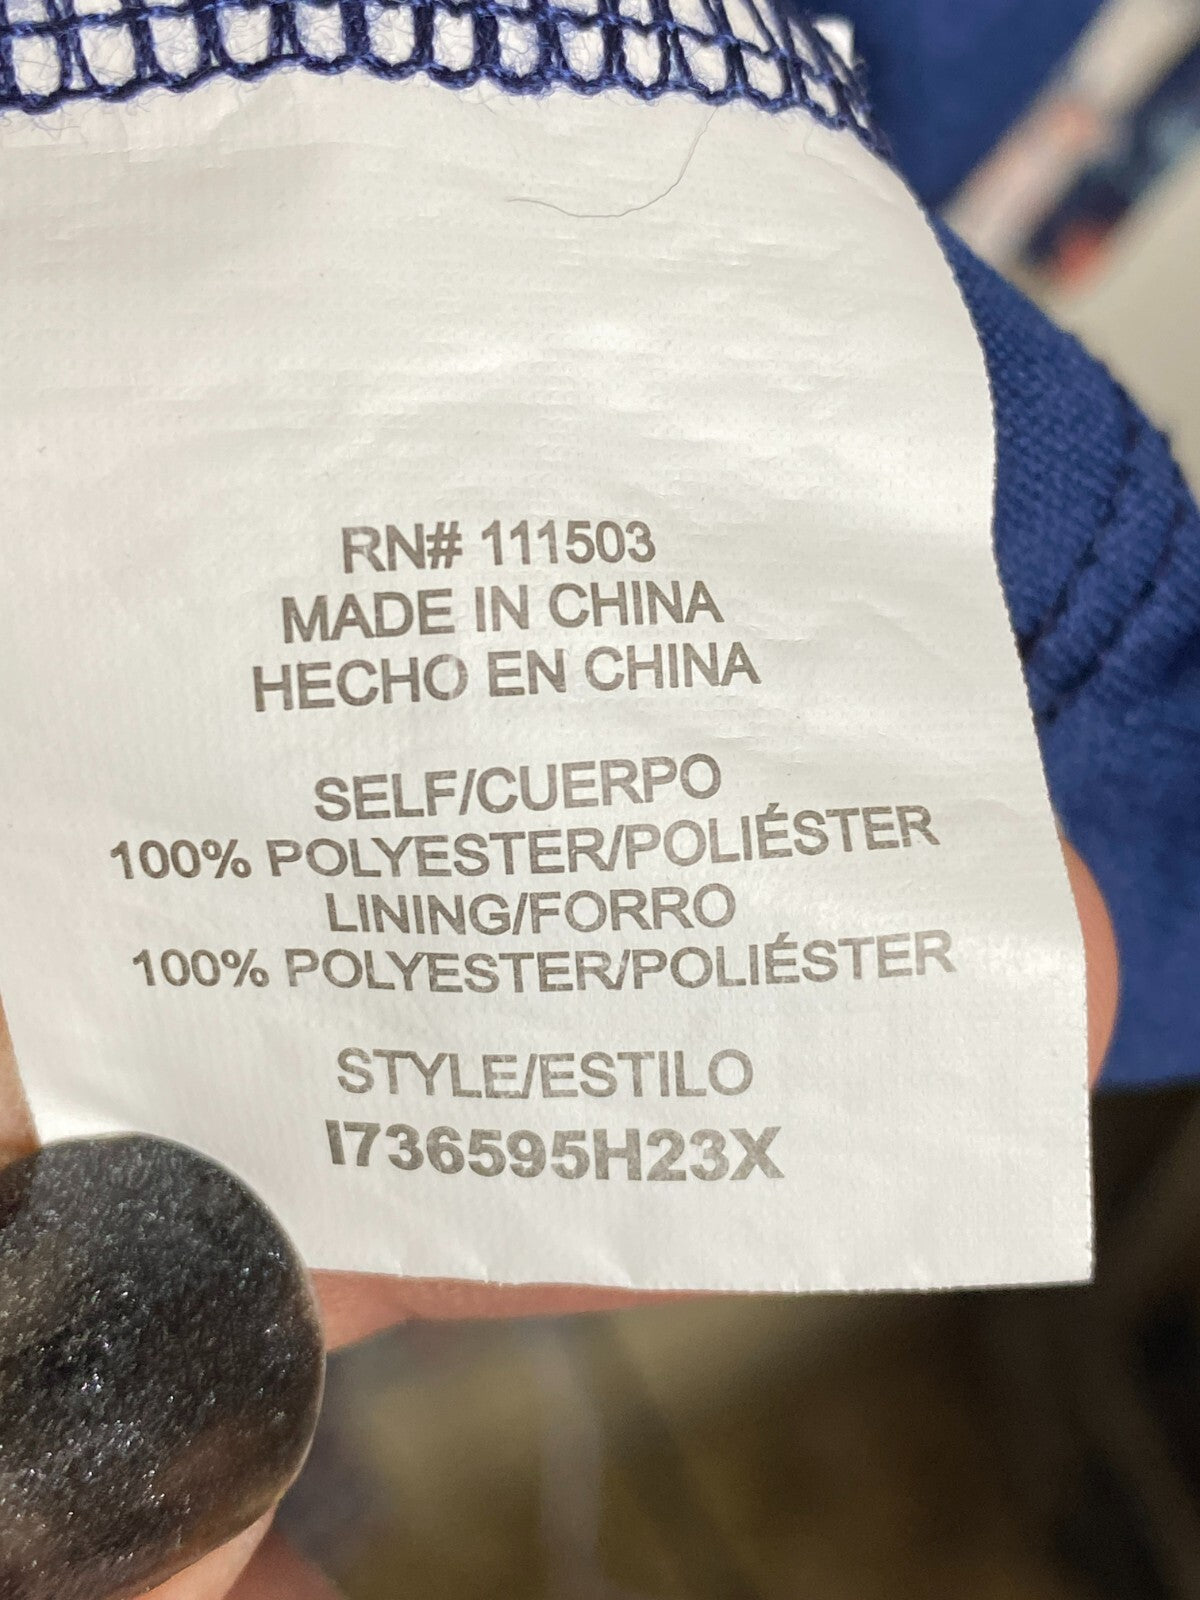 RN# 111503
MADE IN CHINA
HECHO EN CHINA
SELF/CUERPO
100% POLYESTER/POLIÉSTER
LINING/FORRO
100% POLYESTER/POLIÉSTER
STYLE/ESTILO
I736595H23X